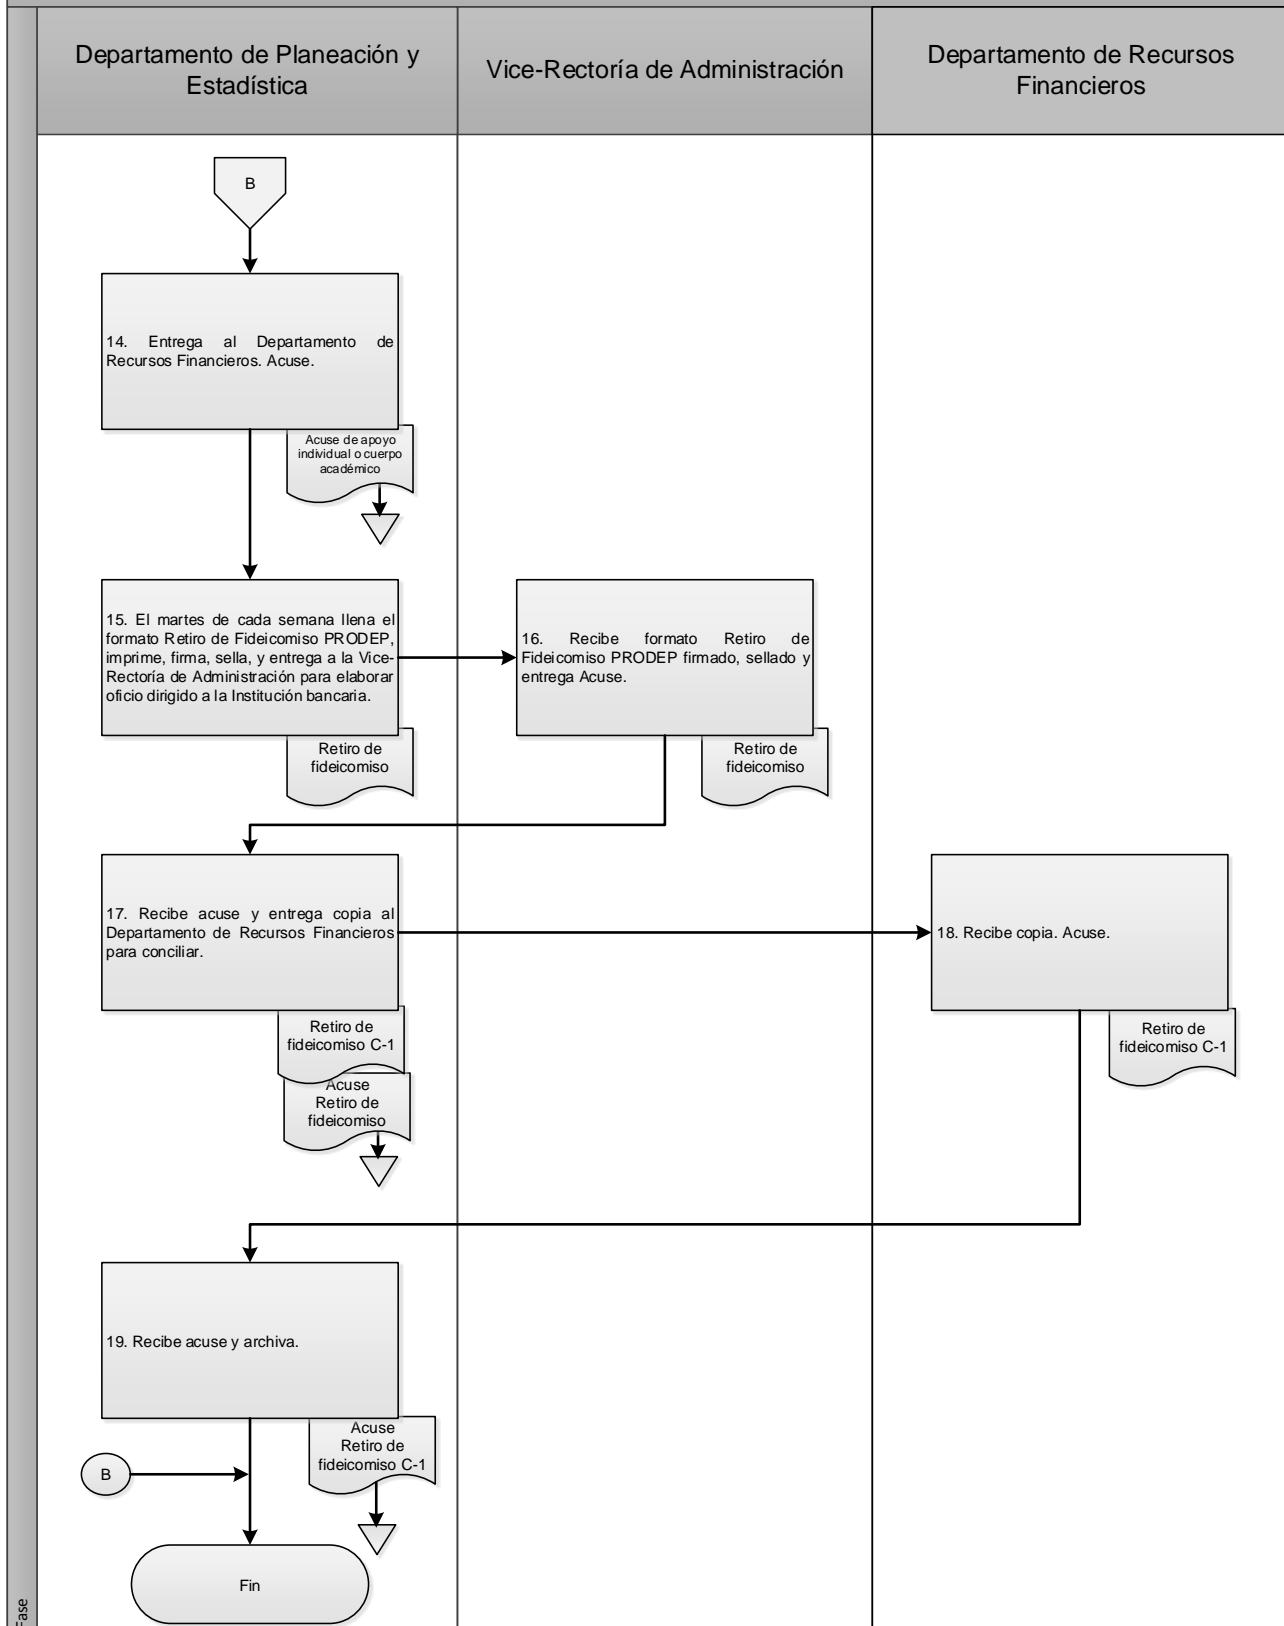 Departamento de Planeación y
Estadística
Vice-Rectoría de Administración
Departamento de Recursos
Financieros
B
14. Entrega al Departamento de
Recursos Financieros. Acuse.
Acuse de apoyo
individual o cuerpo
académico
15. El martes de cada semana llena el
formato Retiro de Fideicomiso PRODEP,
imprime, firma, sella, y entrega a la Vice-
Rectoría de Administración para elaborar
oficio dirigido a la Institución bancaria.
Retiro de
fideicomiso
16. Recibe formato Retiro de
Fideicomiso PRODEP firmado, sellado y
entrega Acuse.
Retiro de
fideicomiso
17. Recibe acuse y entrega copia al
Departamento de Recursos Financieros
para conciliar.
Retiro de
fideicomiso C-1
Acuse
Retiro de
fideicomiso
18. Recibe copia. Acuse.
Retiro de
fideicomiso C-1
19. Recibe acuse y archiva.
Acuse
Retiro de
fideicomiso C-1
B
Fin
Fase